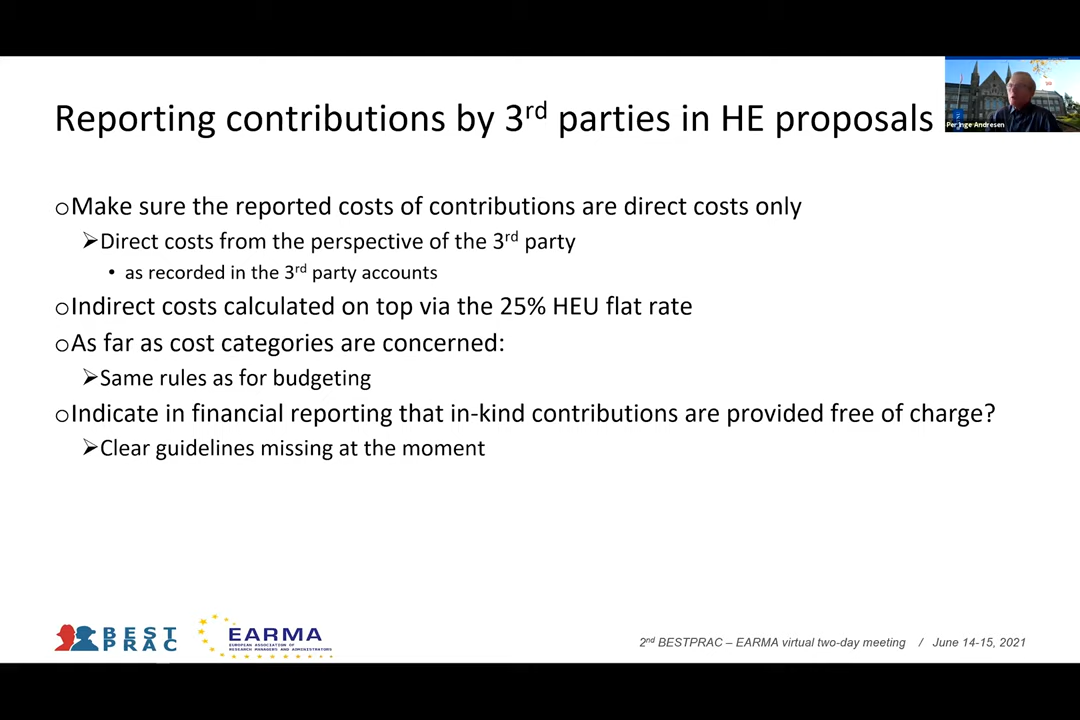 Reporting contributions by 3rd parties in HE proposals
Per Inge Andresen
oMake sure the reported costs of contributions are direct costs only
➢Direct costs from the perspective of the 3rd party
• as recorded in the 3rd party accounts
oIndirect costs calculated on top via the 25% HEU flat rate
oAs far as cost categories are concerned:
➢Same rules as for budgeting
oIndicate in financial reporting that in-kind contributions are provided free of charge?
➢Clear guidelines missing at the moment
BEST
PRAC
EARMA
EUROPEAN ASSOCIATION OF
RESEARCH MANAGERS AND ADMINISTRATORS
2nd BESTPRAC – EARMA virtual two-day meeting / June 14-15, 2021